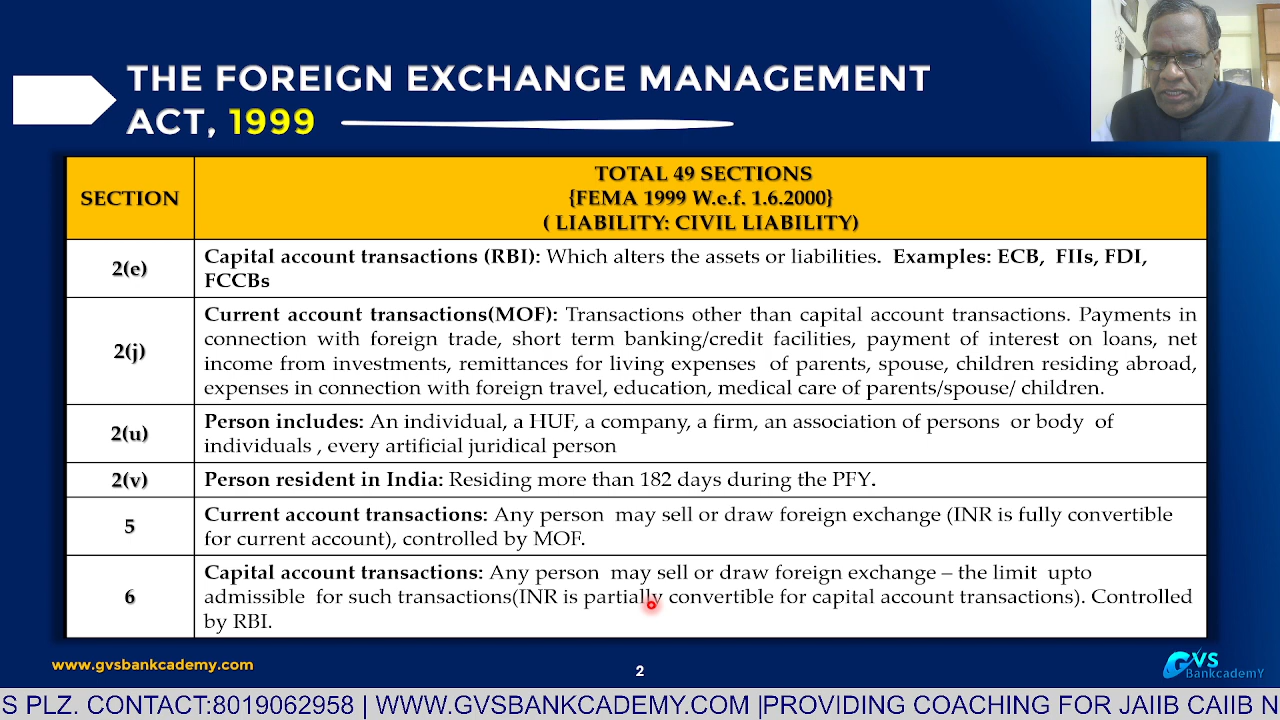 THE FOREIGN EXCHANGE MANAGEMENT
ACT, 1999
SECTION
TOTAL 49 SECTIONS
{FEMA 1999 W.e.f. 1.6.2000}
( LIABILITY: CIVIL LIABILITY)
2(e)
Capital account transactions (RBI): Which alters the assets or liabilities. Examples: ECB, FIIs, FDI,
FCCBs
2(j)
Current account transactions(MOF): Transactions other than capital account transactions. Payments in
connection with foreign trade, short term banking/credit facilities, payment of interest on loans, net
income from investments, remittances for living expenses of parents, spouse, children residing abroad,
expenses in connection with foreign travel, education, medical care of parents/spouse/ children.
2(u)
Person includes: An individual, a HUF, a company, a firm, an association of persons or body of
individuals , every artificial juridical person
2(v)
Person resident in India: Residing more than 182 days during the PFY.
5
Current account transactions: Any person may sell or draw foreign exchange (INR is fully convertible
for current account), controlled by MOF.
6
Capital account transactions: Any person may sell or draw foreign exchange – the limit upto
admissible for such transactions(INR is partially convertible for capital account transactions). Controlled
by RBI.
www.gvsbankcademy.com
2
GVS
BankcademY
S PLZ. CONTACT:8019062958 | WWW.GVSBANKCADEMY.COM |PROVIDING COACHING FOR JAIIB CAIIB N